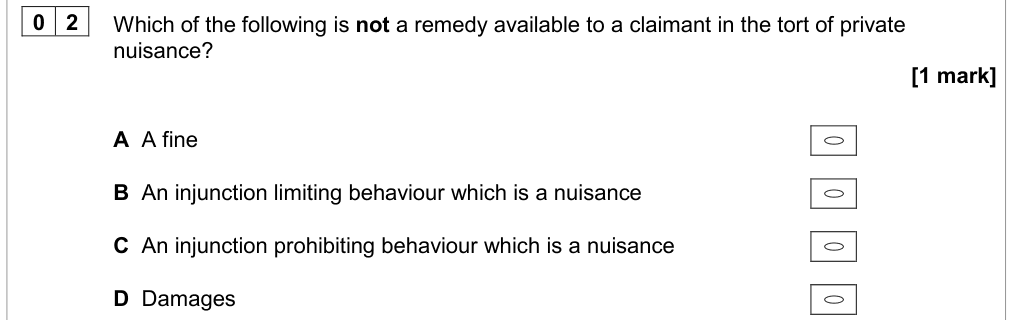 0 2 Which of the following is not a remedy available to a claimant in the tort of private
nuisance?
[1 mark]
A A fine
B An injunction limiting behaviour which is a nuisance
C An injunction prohibiting behaviour which is a nuisance
D Damages